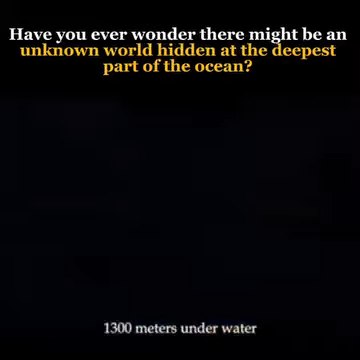 Have you ever wonder there might be an
unknown world hidden at the deepest
part of the ocean?
1300 meters under water